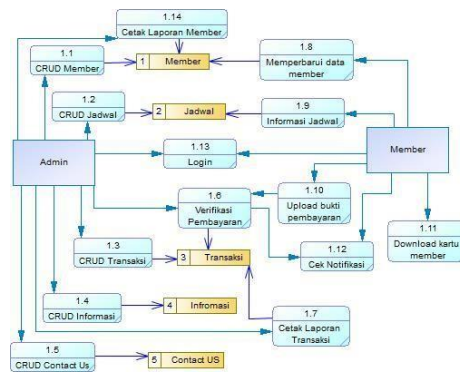 1.14
Cetak Laporan Member
1.1
CRUD Member
1 Member
1.8
Memperbarui data
member
1.2
CRUD Jadwal
2 Jadwal
1.9
Informasi Jadwal
Admin
1.13
Login
Member
1.6
Verifikasi
Pembayaran
1.10
Upload bukti
pembayaran
1.11
Download kartu
member
1.3
CRUD Transaksi
3 Transaksi
1.12
Cek Notifikasi
1.4
CRUD Informasi
4 Infromasi
1.7
Cetak Laporan
Transaksi
1.5
CRUD Contact Us
5 Contact US